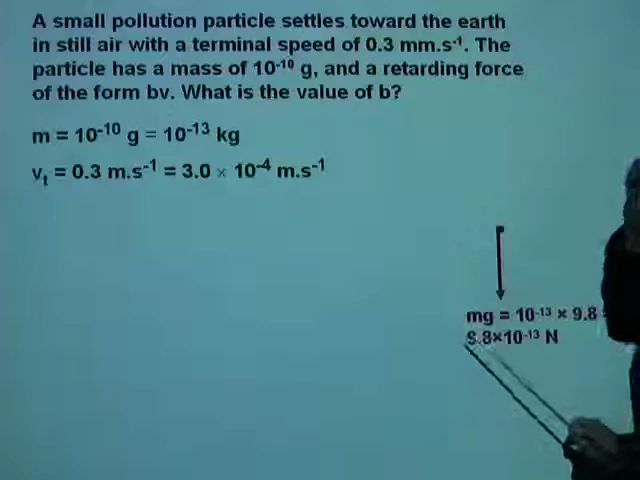 A small pollution particle settles toward the earth
in still air with a terminal speed of 0.3 mm.s⁻¹. The
particle has a mass of 10⁻¹⁰ g, and a retarding force
of the form bv. What is the value of b?
m = 10⁻¹⁰ g = 10⁻¹³ kg
vₜ = 0.3 m.s⁻¹ = 3.0 × 10⁻⁴ m.s⁻¹
mg = 10⁻¹³ × 9.8
9.8×10⁻¹³ N